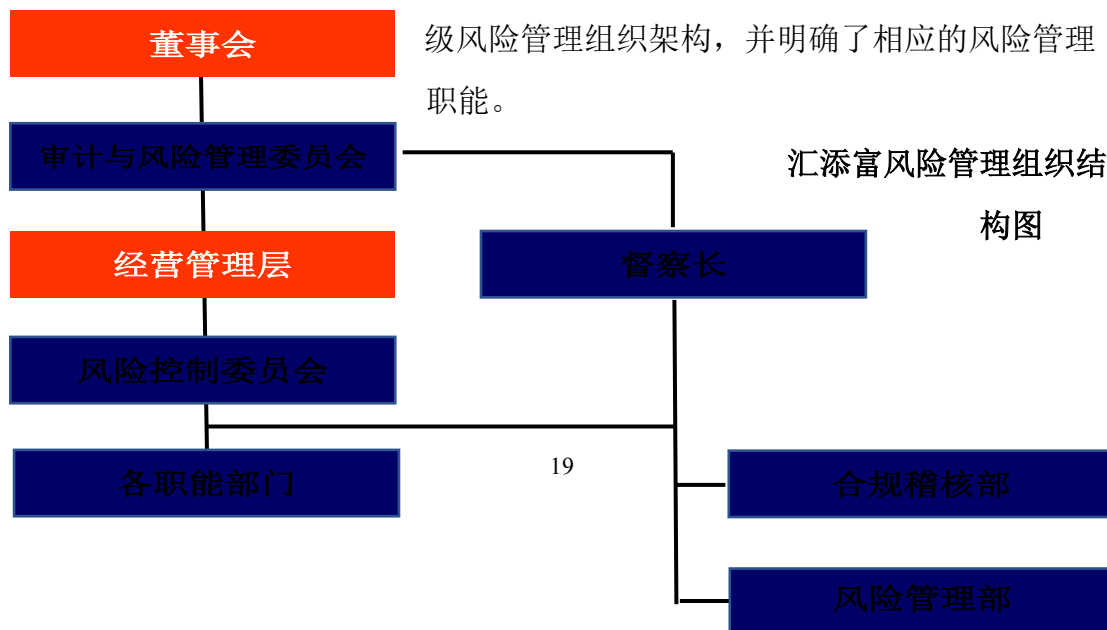 董事会
级风险管理组织架构，并明确了相应的风险管理
职能。
审计与风险管理委员会
汇添富风险管理组织结
构图
经营管理层
督察长
风险控制委员会
各职能部门
19
合规稽核部
风险管理部